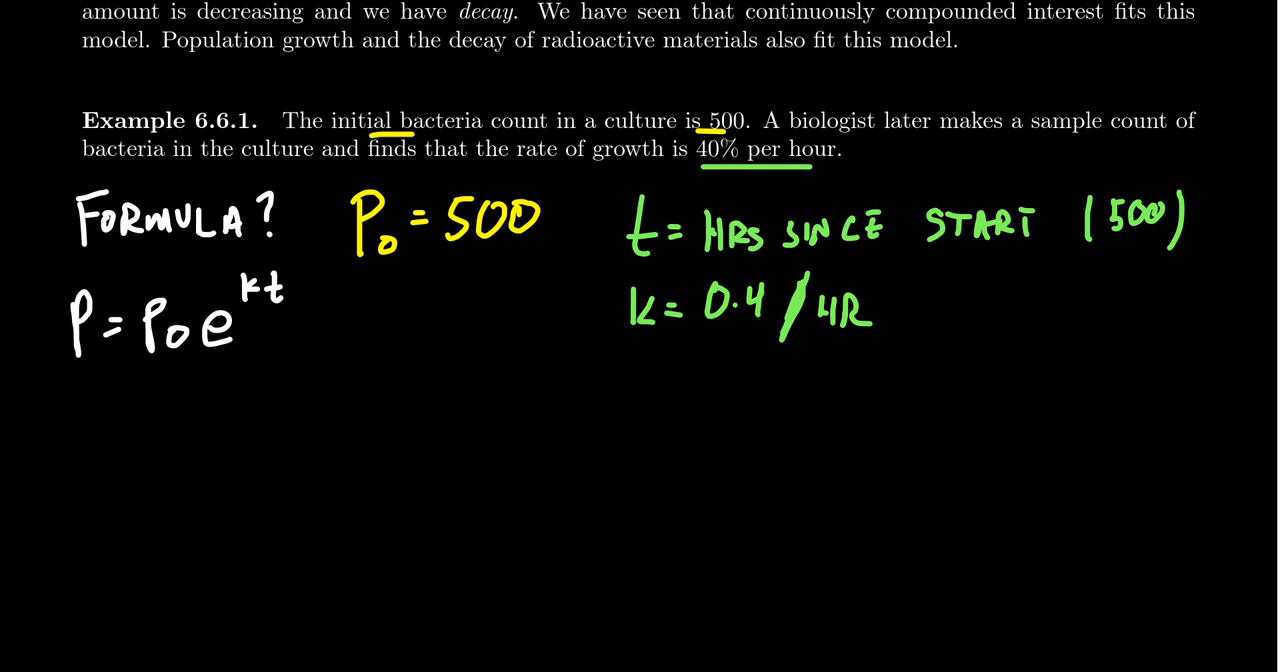 amount is decreasing and we have decay. We have seen that continuously compounded interest fits this
model. Population growth and the decay of radioactive materials also fit this model.
Example 6.6.1. The initial bacteria count in a culture is 500. A biologist later makes a sample count of
bacteria in the culture and finds that the rate of growth is 40% per hour.
FORMULA? P₀ = 500 t = HRS SINCE START (500)
P = P₀e^{kt} k = 0.4 / HR